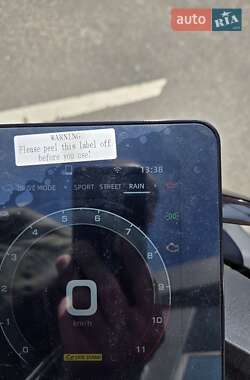 auto RIA
WARNING:
Please peel this label off
before you use!
13:38
DRIVE MODE SPORT STREET RAIN
0
km/h
0
1
2
3
4
5
6
7
8
9
10
11